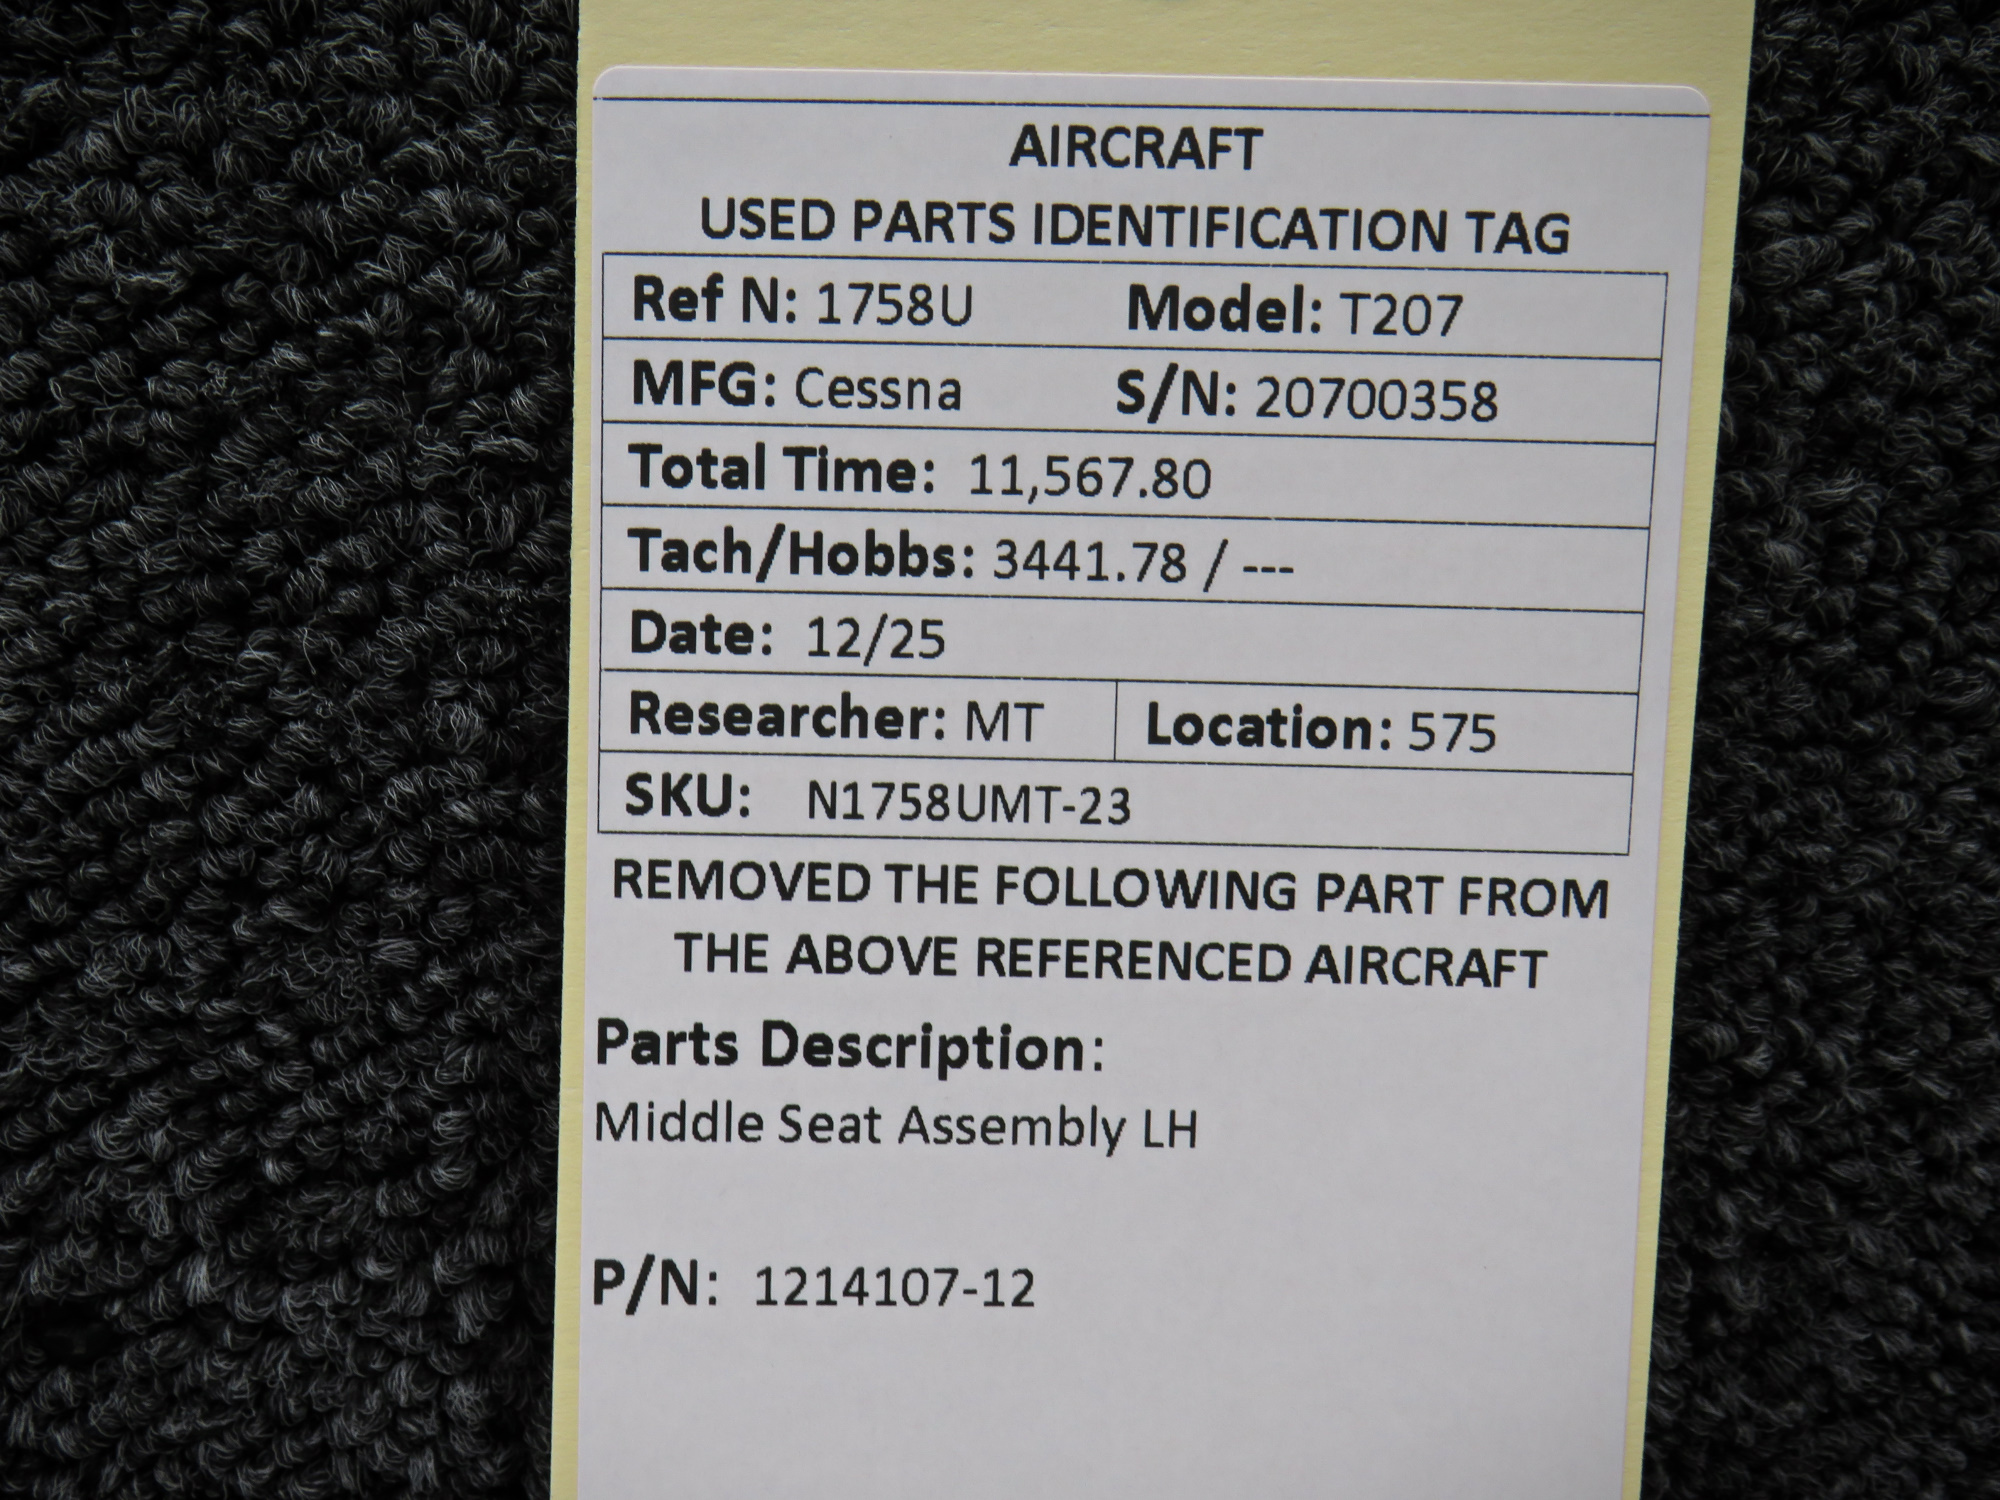 AIRCRAFT
USED PARTS IDENTIFICATION TAG
Ref N: 1758U Model: T207
MFG: Cessna S/N: 20700358
Total Time: 11,567.80
Tach/Hobbs: 3441.78 / ---
Date: 12/25
Researcher: MT Location: 575
SKU: N1758UMT-23
REMOVED THE FOLLOWING PART FROM
THE ABOVE REFERENCED AIRCRAFT
Parts Description:
Middle Seat Assembly LH
P/N: 1214107-12